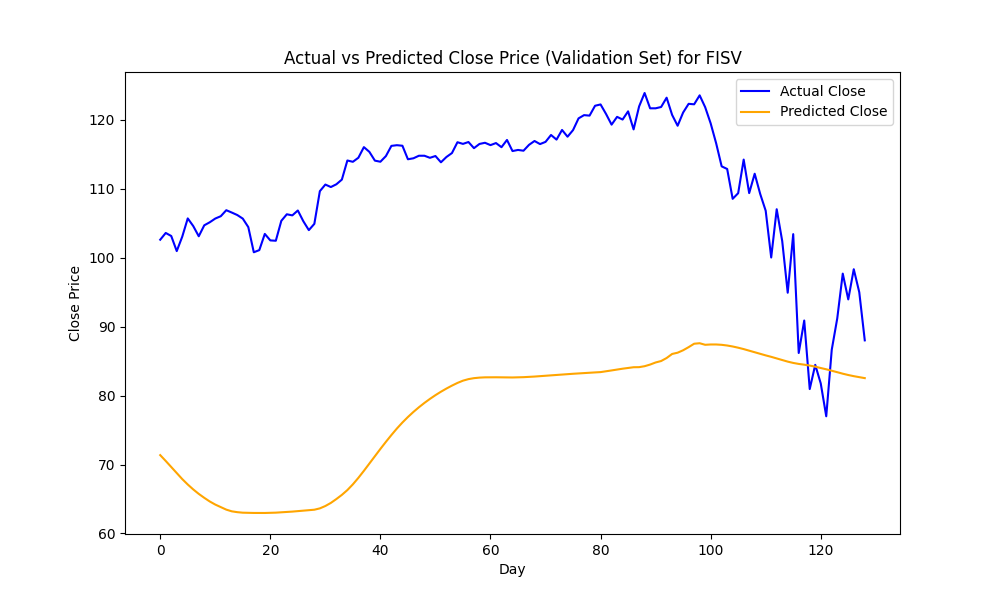 Actual vs Predicted Close Price (Validation Set) for FISV
Actual Close
Predicted Close
Close Price
120
110
100
90
80
70
60
0 20 40 60 80 100 120
Day